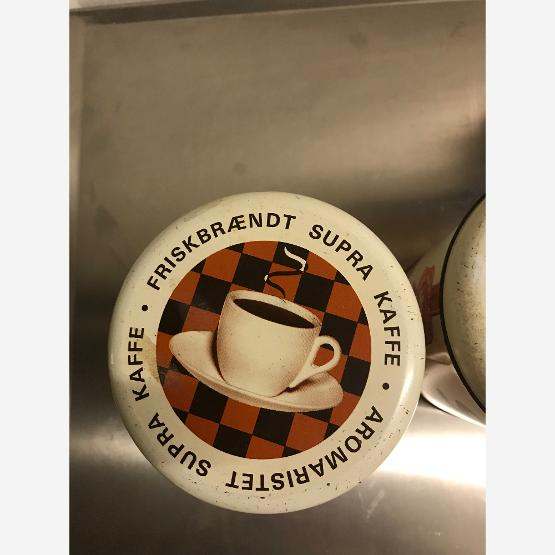 FRISKBRÆNDT SUPRA KAFFE •
AROMARISTET SUPRA KAFFE •